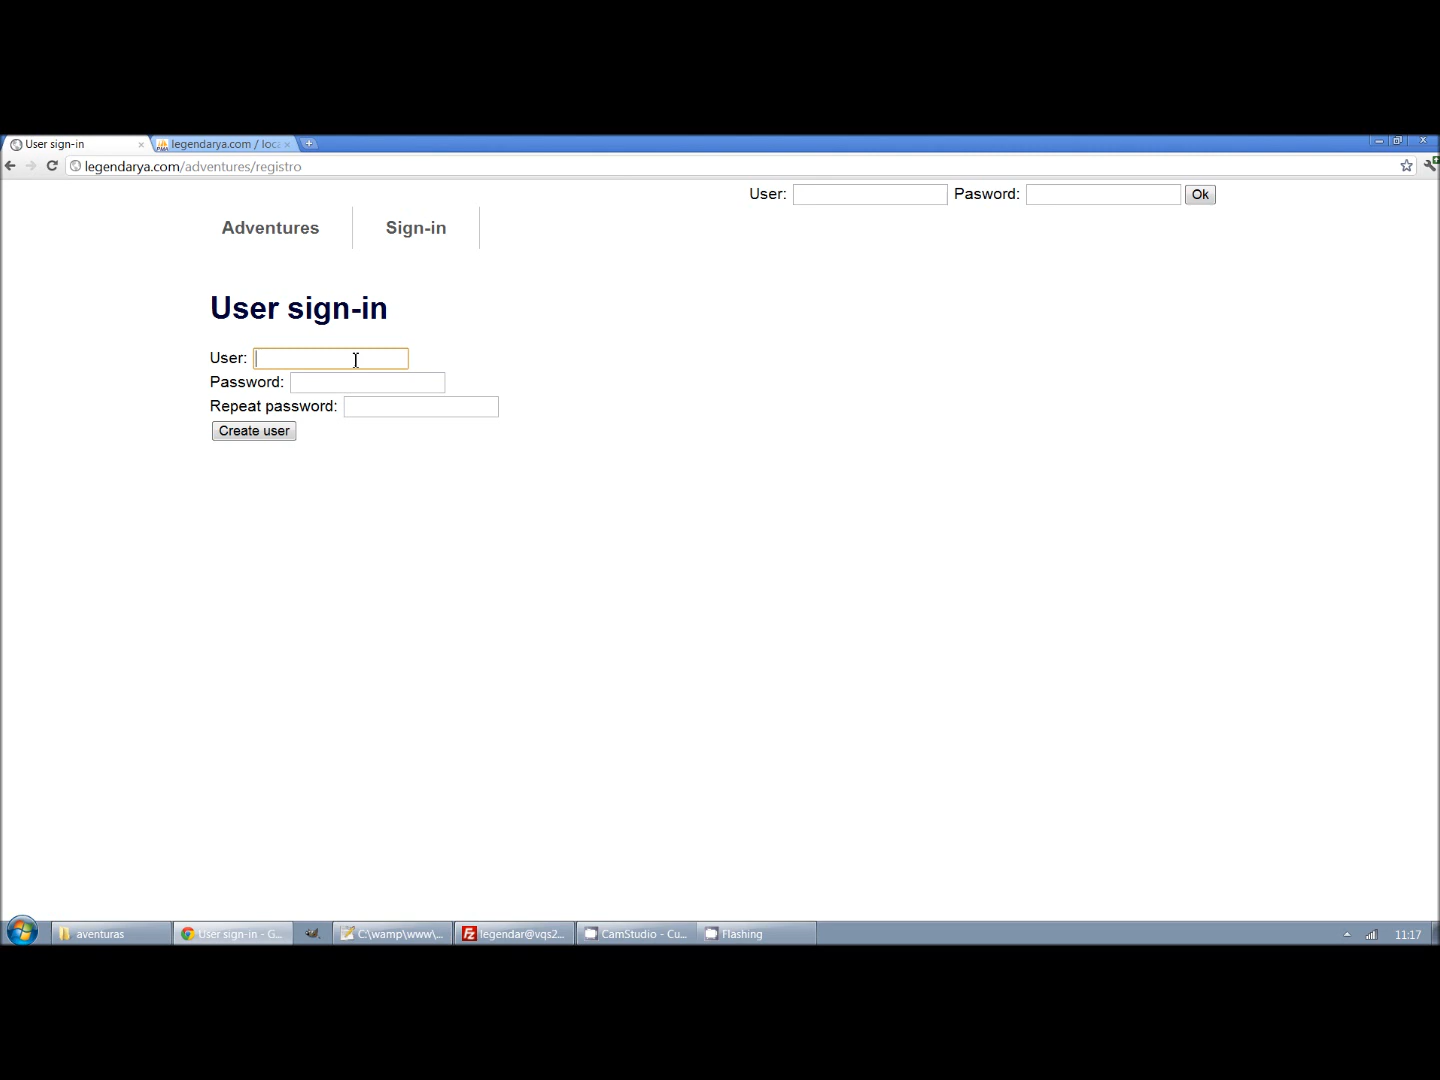 User sign-in
legendarya.com / loca
legendarya.com/adventures/registro
User: Pasword: Ok
Adventures Sign-in
User sign-in
User:
Password:
Repeat password:
Create user
aventuras
User sign-in - G...
C:\wamp\www\...
legendar@vqs2...
CamStudio - Cu...
Flashing
11:17